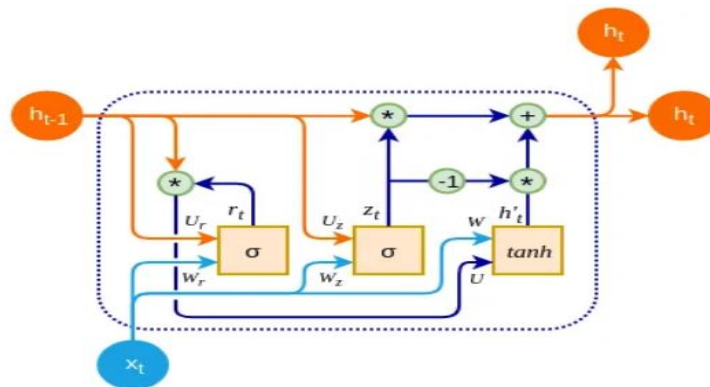 h_t
h_{t-1}
*
+
h_t
*
r_t
z_t
-1
*
h'_t
U_r
U_z
W
σ
σ
tanh
W_r
W_z
U
x_t